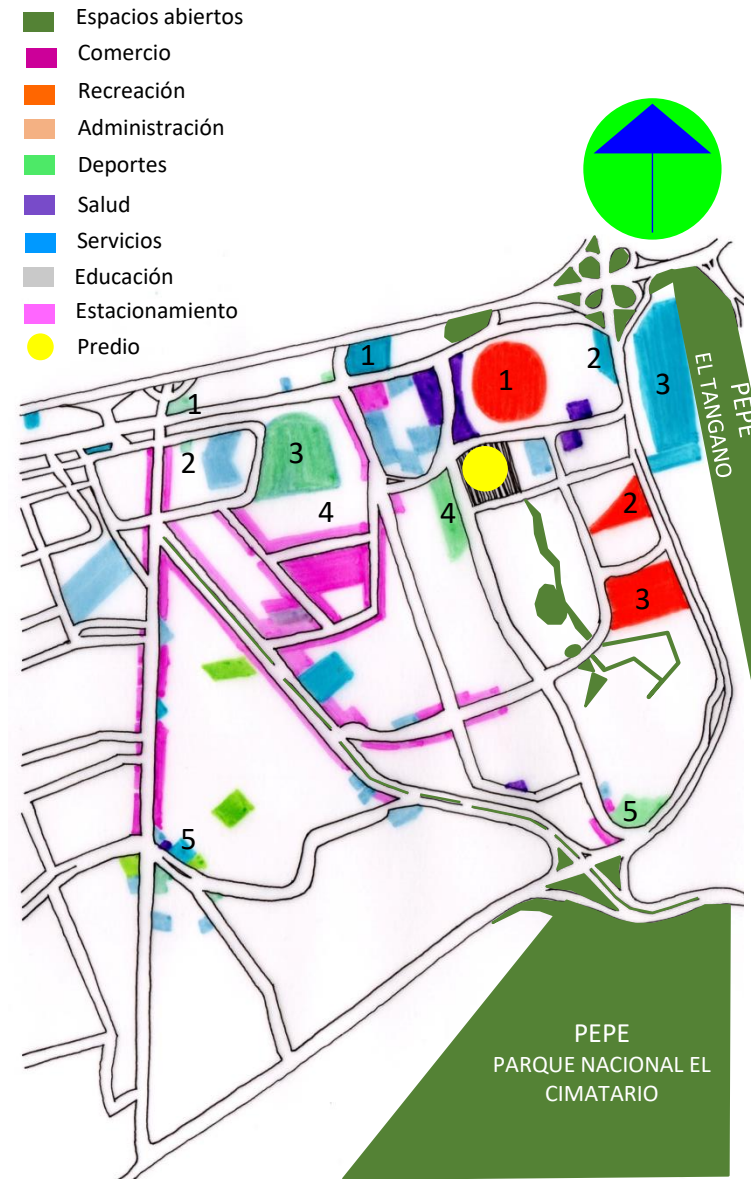 Espacios abiertos
Comercio
Recreación
Administración
Deportes
Salud
Servicios
Educación
Estacionamiento
Predio
1
1
2
3
PEPE
EL TANGANO
1
2
3
4
4
2
3
5
5
PEPE
PARQUE NACIONAL EL
CIMATARIO